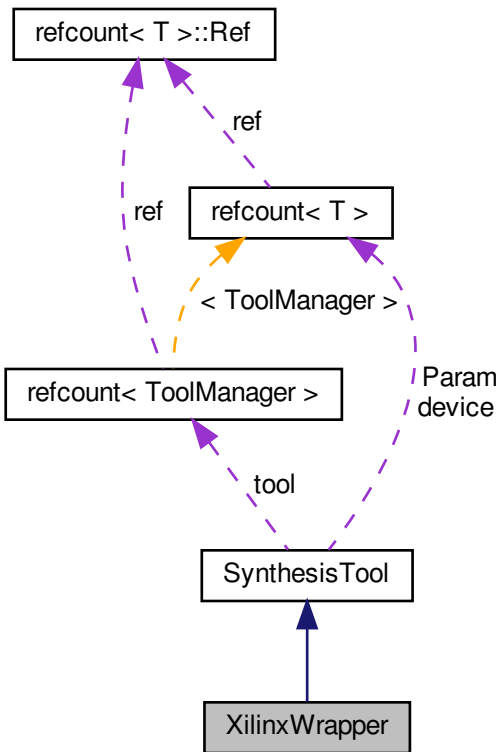 refcount< T >::Ref
ref
ref
refcount< T >
< ToolManager >
refcount< ToolManager >
Param
device
tool
SynthesisTool
XilinxWrapper